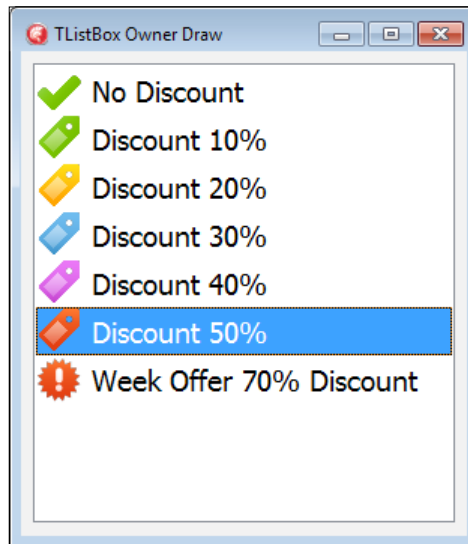 TListBox Owner Draw
No Discount
Discount 10%
Discount 20%
Discount 30%
Discount 40%
Discount 50%
Week Offer 70% Discount